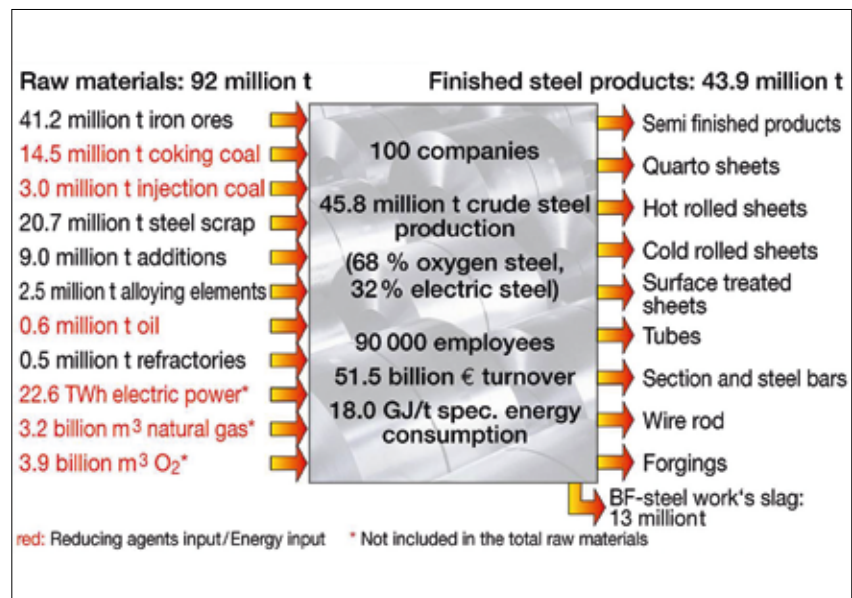 Raw materials: 92 million t
41.2 million t iron ores
14.5 million t coking coal
3.0 million t injection coal
20.7 million t steel scrap
9.0 million t additions
2.5 million t alloying elements
0.6 million t oil
0.5 million t refractories
22.6 TWh electric power*
3.2 billion m³ natural gas*
3.9 billion m³ O₂*
100 companies
45.8 million t crude steel
production
(68 % oxygen steel,
32 % electric steel)
90 000 employees
51.5 billion € turnover
18.0 GJ/t spec. energy
consumption
Finished steel products: 43.9 million t
Semi finished products
Quarto sheets
Hot rolled sheets
Cold rolled sheets
Surface treated
sheets
Tubes
Section and steel bars
Wire rod
Forgings
BF-steel work's slag:
13 milliont
red: Reducing agents input/Energy input
* Not included in the total raw materials